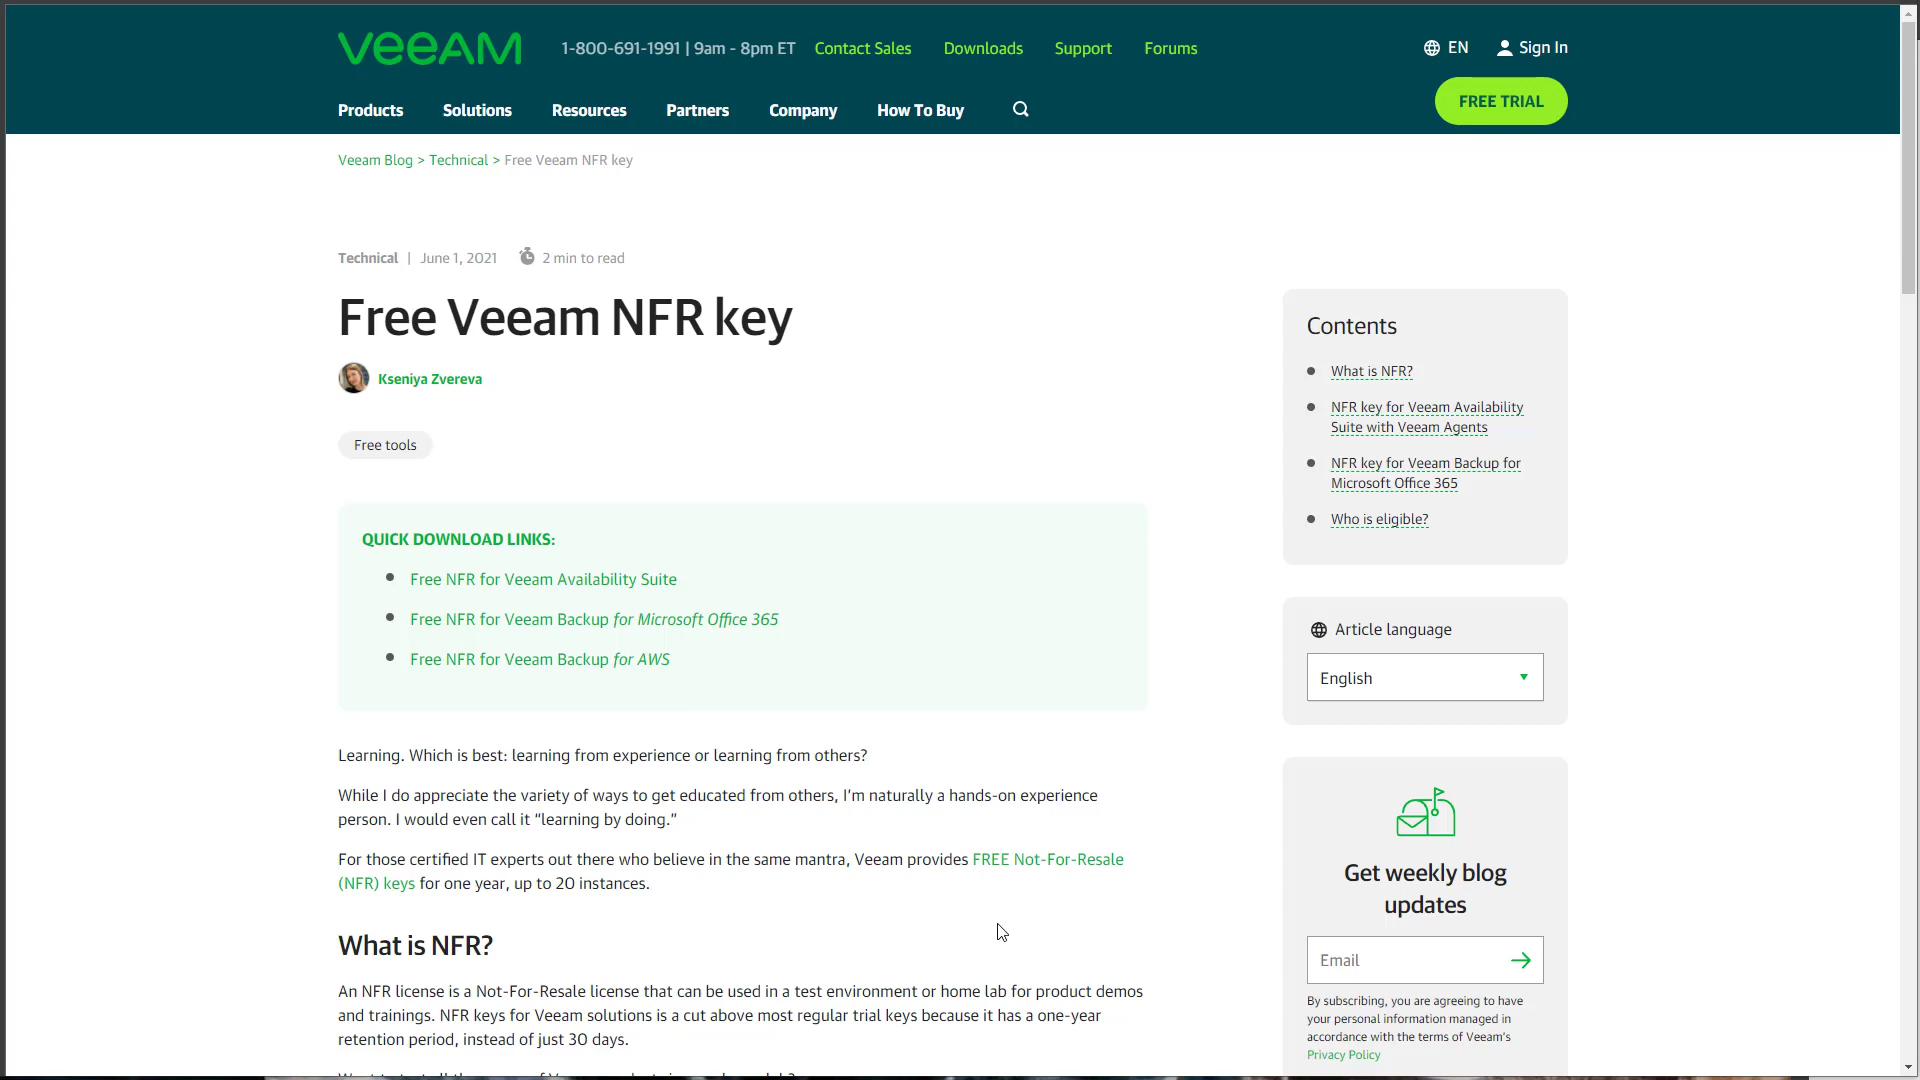 veeAM
1-800-691-1991 | 9am - 8pm ET
Contact Sales
Downloads
Support
Forums
EN
Sign In
Products
Solutions
Resources
Partners
Company
How To Buy
FREE TRIAL
Veeam Blog > Technical > Free Veeam NFR key
Technical | June 1, 2021 2 min to read
Free Veeam NFR key
Kseniya Zvereva
Free tools
QUICK DOWNLOAD LINKS:
Free NFR for Veeam Availability Suite
Free NFR for Veeam Backup for Microsoft Office 365
Free NFR for Veeam Backup for AWS
Learning. Which is best: learning from experience or learning from others?
While I do appreciate the variety of ways to get educated from others, I’m naturally a hands-on experience
person. I would even call it “learning by doing.”
For those certified IT experts out there who believe in the same mantra, Veeam provides FREE Not-For-Resale
(NFR) keys for one year, up to 20 instances.
What is NFR?
An NFR license is a Not-For-Resale license that can be used in a test environment or home lab for product demos
and trainings. NFR keys for Veeam solutions is a cut above most regular trial keys because it has a one-year
retention period, instead of just 30 days.
Contents
What is NFR?
NFR key for Veeam Availability
Suite with Veeam Agents
NFR key for Veeam Backup for
Microsoft Office 365
Who is eligible?
Article language
English
Get weekly blog
updates
Email
By subscribing, you are agreeing to have
your personal information managed in
accordance with the terms of Veeam's
Privacy Policy